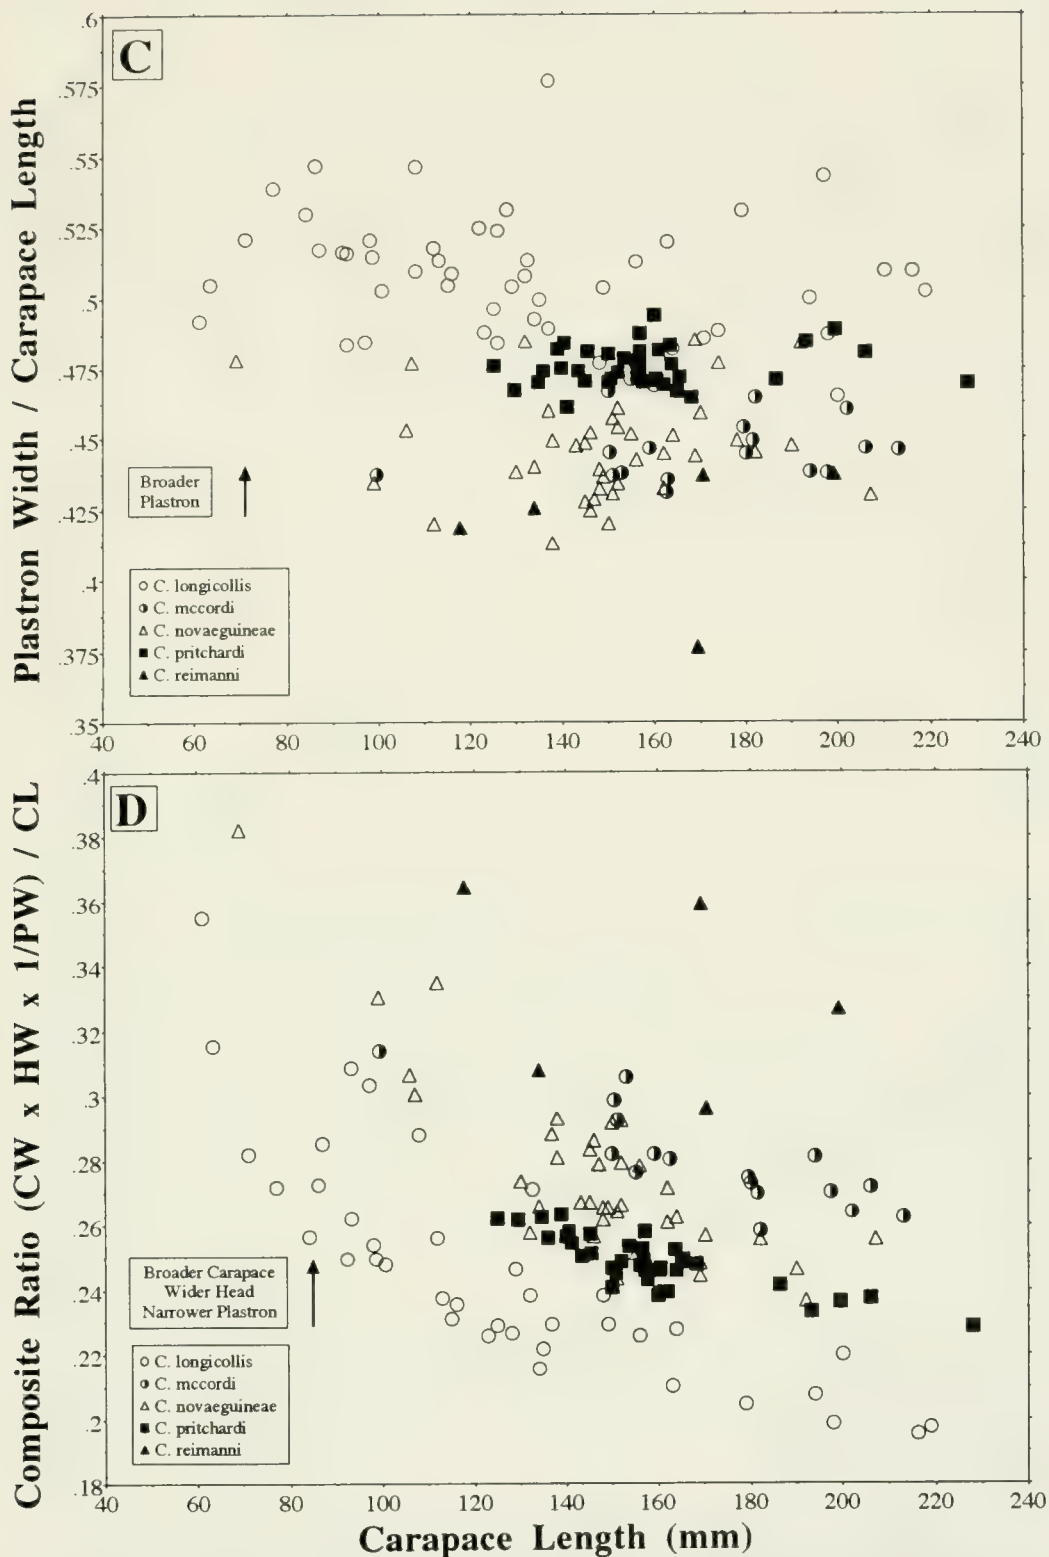 C
Plastron Width / Carapace Length
.6
.575
.55
.525
.5
.475
.45
.425
.4
.375
.35
Broader
Plastron
C. longicollis
C. mccordi
C. novaeguineae
C. pritchardi
C. reimanni
40 60 80 100 120 140 160 180 200 220 240
D
Composite Ratio (CW x HW x 1/PW) / CL
.4
.38
.36
.34
.32
.3
.28
.26
.24
.22
.2
.18
Broader Carapace
Wider Head
Narrower Plastron
C. longicollis
C. mccordi
C. novaeguineae
C. pritchardi
C. reimanni
40 60 80 100 120 140 160 180 200 220 240
Carapace Length (mm)